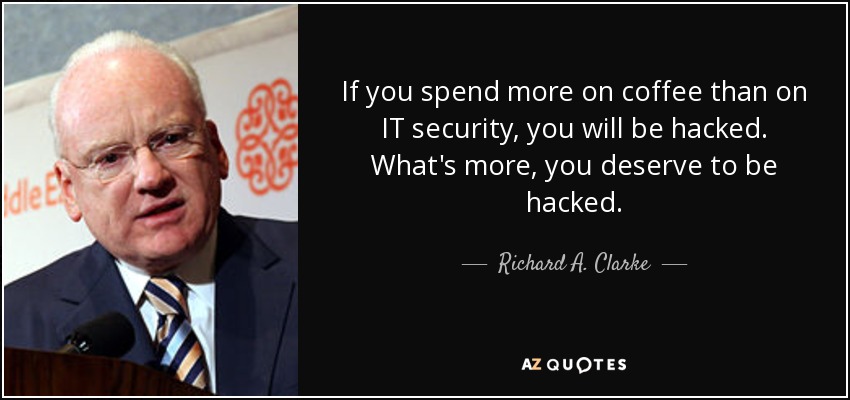 ddle E
If you spend more on coffee than on
IT security, you will be hacked.
What's more, you deserve to be
hacked.
Richard A. Clarke
AZ QUOTES